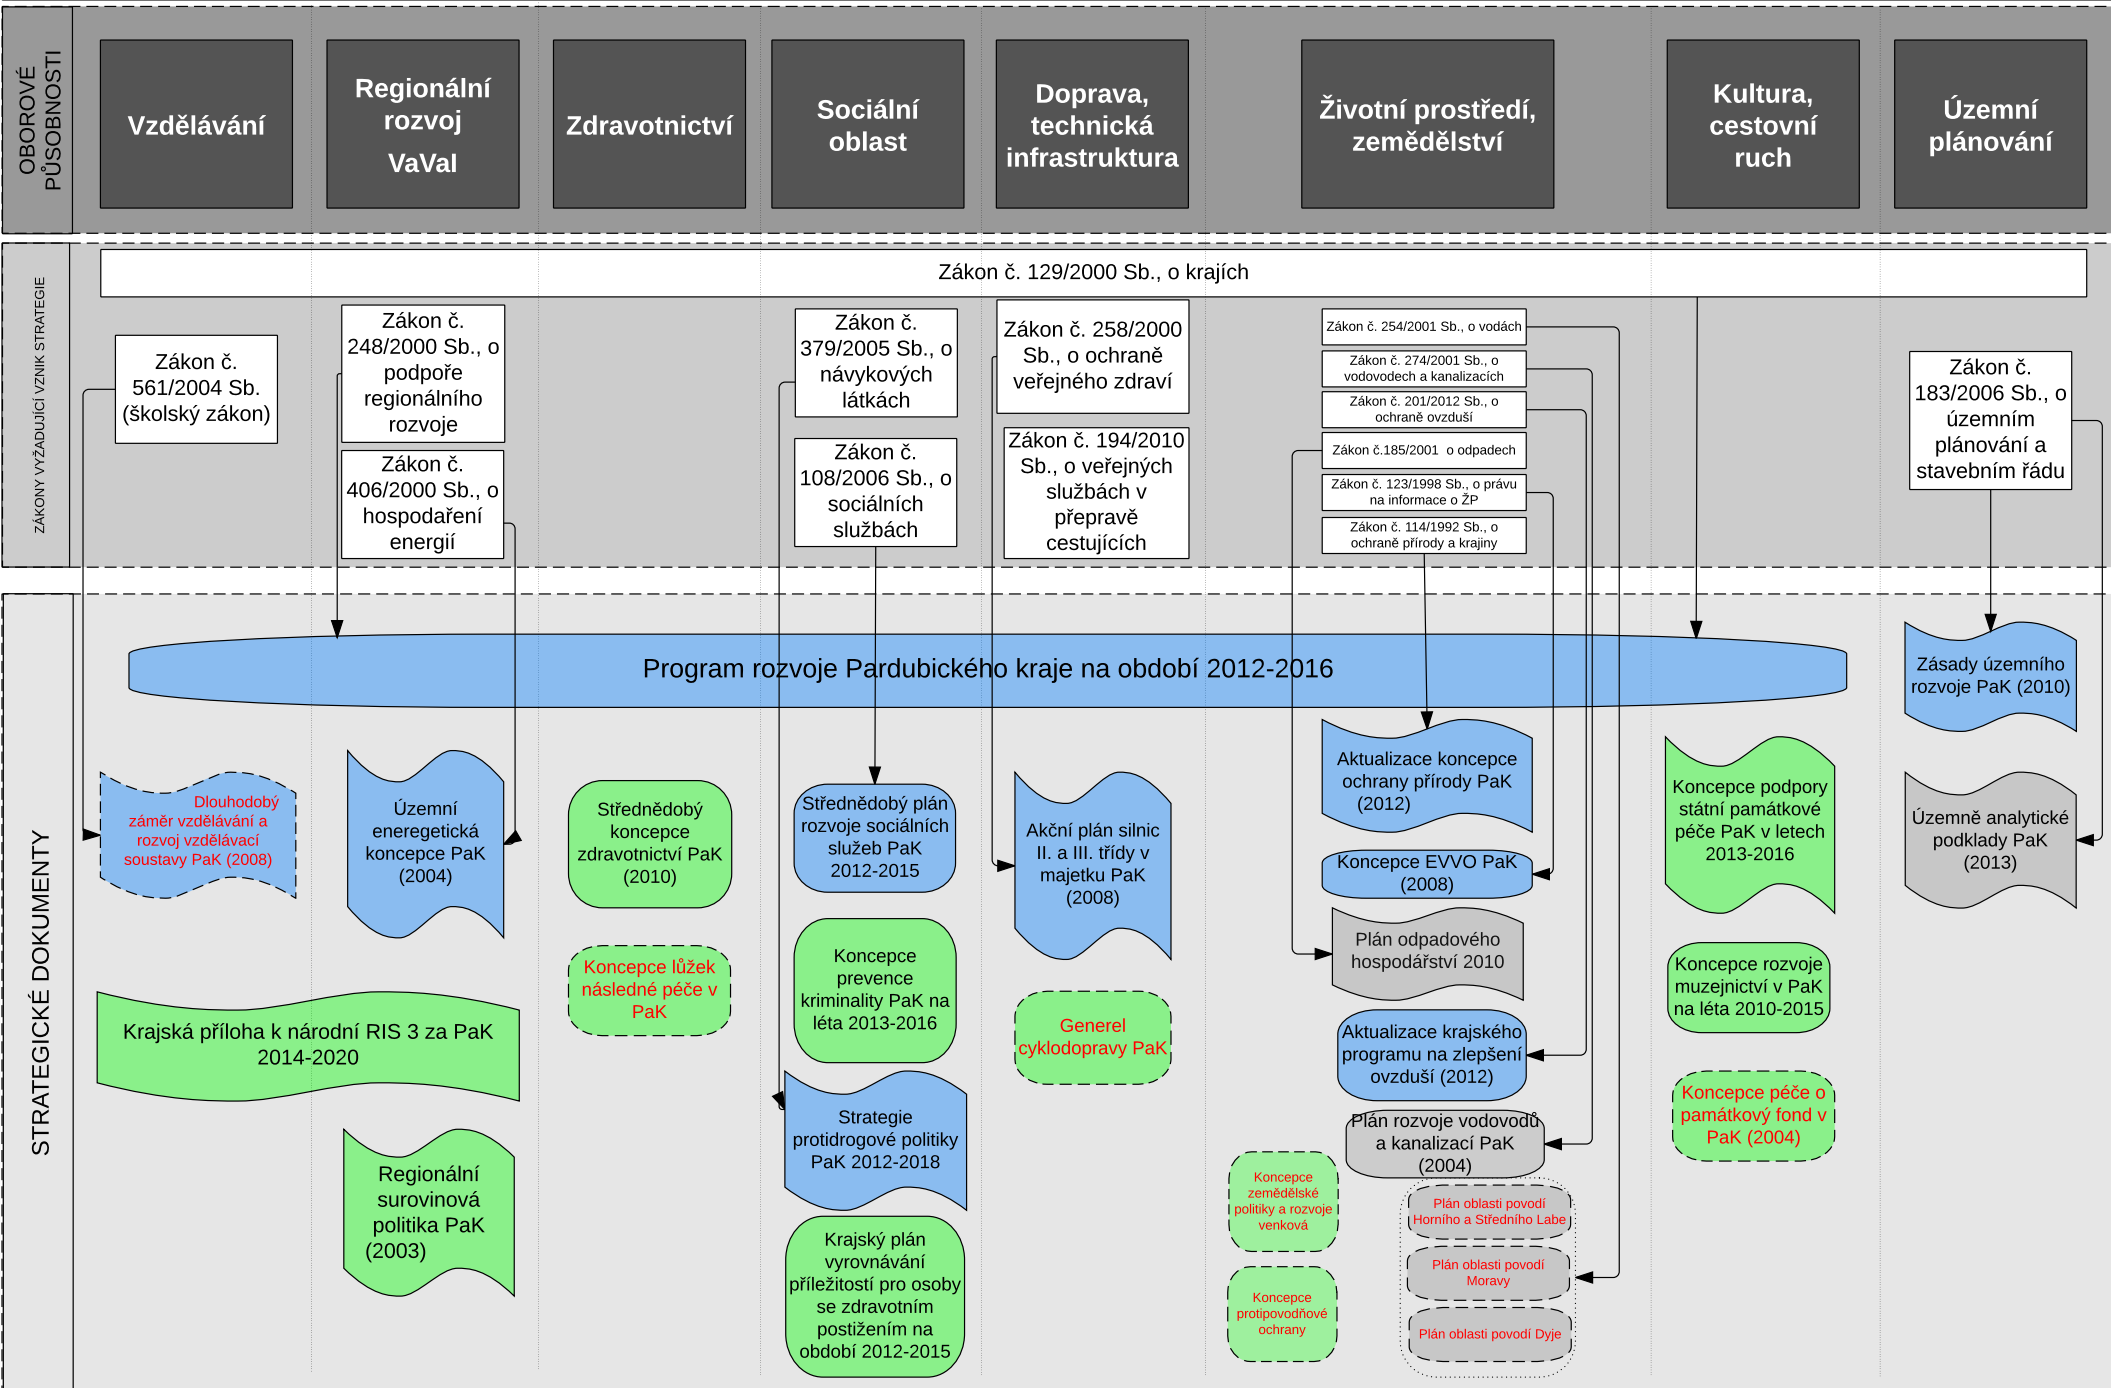 OBOROVÉ
PŮSOBNOSTI
Vzdělávání
Regionální
rozvoj
VaVaI
Zdravotnictví
Sociální
oblast
Doprava,
technická
infrastruktura
Životní prostředí,
zemědělství
Kultura,
cestovní
ruch
Územní
plánování
ZÁKONY VYŽADUJÍCÍ VZNIK STRATEGIE
Zákon č. 129/2000 Sb., o krajích
Zákon č.
561/2004 Sb.
(školský zákon)
Zákon č.
248/2000 Sb., o
podpoře
regionálního
rozvoje
Zákon č.
406/2000 Sb., o
hospodaření
energií
Zákon č.
379/2005 Sb., o
návykových
látkách
Zákon č.
108/2006 Sb., o
sociálních
službách
Zákon č. 258/2000
Sb., o ochraně
veřejného zdraví
Zákon č. 194/2010
Sb., o veřejných
službách v
přepravě
cestujících
Zákon č. 254/2001 Sb., o vodách
Zákon č. 274/2001 Sb., o
vodovodech a kanalizacích
Zákon č. 201/2012 Sb., o
ochraně ovzduší
Zákon č.185/2001  o odpadech
Zákon č. 123/1998 Sb., o právu
na informace o ŽP
Zákon č. 114/1992 Sb., o
ochraně přírody a krajiny
Zákon č.
183/2006 Sb., o
územním
plánování a
stavebním řádu
STRATEGICKÉ DOKUMENTY
Program rozvoje Pardubického kraje na období 2012-2016
Dlouhodobý
záměr vzdělávání a
rozvoj vzdělávací
soustavy PaK (2008)
Územní
eneregetická
koncepce PaK
(2004)
Krajská příloha k národní RIS 3 za PaK
2014-2020
Regionální
surovinová
politika PaK
(2003)
Střednědobý
koncepce
zdravotnictví PaK
(2010)
Koncepce lůžek
následné péče v
PaK
Střednědobý plán
rozvoje sociálních
služeb PaK
2012-2015
Koncepce
prevence
kriminality PaK na
léta 2013-2016
Strategie
protidrogové politiky
PaK 2012-2018
Krajský plán
vyrovnávání
příležitostí pro osoby
se zdravotním
postižením na
období 2012-2015
Akční plán silnic
II. a III. třídy v
majetku PaK
(2008)
Generel
cyklodopravy PaK
Aktualizace koncepce
ochrany přírody PaK
(2012)
Koncepce EVVO PaK
(2008)
Plán odpadového
hospodářství 2010
Aktualizace krajského
programu na zlepšení
ovzduší (2012)
Plán rozvoje vodovodů
a kanalizací PaK
(2004)
Koncepce
zemědělské
politiky a rozvoje
venková
Koncepce
protipovodňové
ochrany
Plán oblasti povodí
Horního a Středního Labe
Plán oblasti povodí
Moravy
Plán oblasti povodí Dyje
Koncepce podpory
státní památkové
péče PaK v letech
2013-2016
Koncepce rozvoje
muzejnictví v PaK
na léta 2010-2015
Koncepce péče o
památkový fond v
PaK (2004)
Zásady územního
rozvoje PaK (2010)
Územně analytické
podklady PaK
(2013)